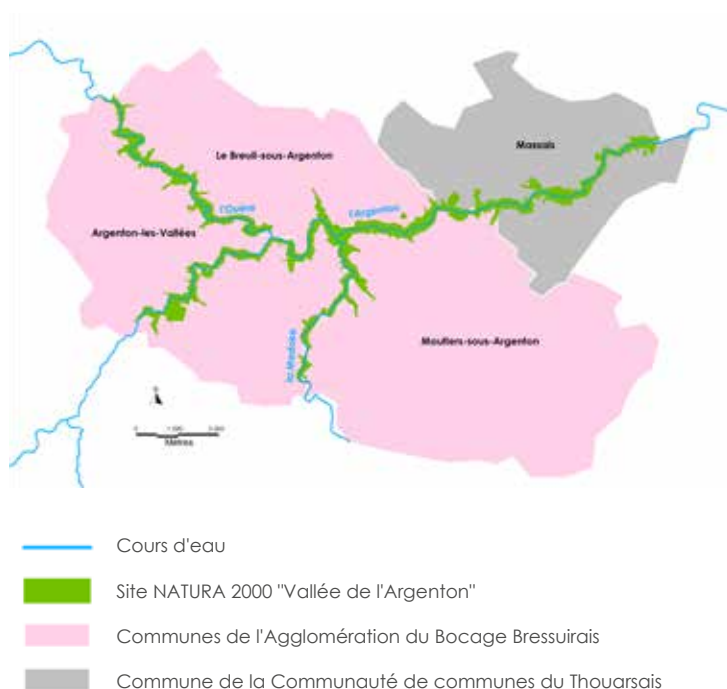 Massais
Le Breuil-sous-Argenton
l'Ouère
l'Argenton
Argenton-les-Vallées
Moutiers-sous-Argenton
la Madoire
Mètres
Cours d'eau
Site NATURA 2000 "Vallée de l'Argenton"
Communes de l'Agglomération du Bocage Bressuirais
Commune de la Communauté de communes du Thouarsais